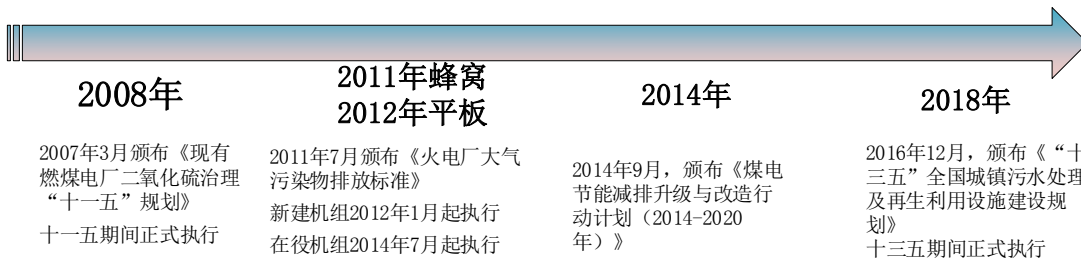 2008年
2007年3月颁布《现有
燃煤电厂二氧化硫治理
“十一五”规划》
十一五期间正式执行
2011年蜂窝
2012年平板
2011年7月颁布《火电厂大气
污染物排放标准》
新建机组2012年1月起执行
在役机组2014年7月起执行
2014年
2014年9月，颁布《煤电
节能减排升级与改造行
动计划（2014-2020
年）》
2018年
2016年12月，颁布《“十
三五”全国城镇污水处理
及再生利用设施建设规
划》
十三五期间正式执行